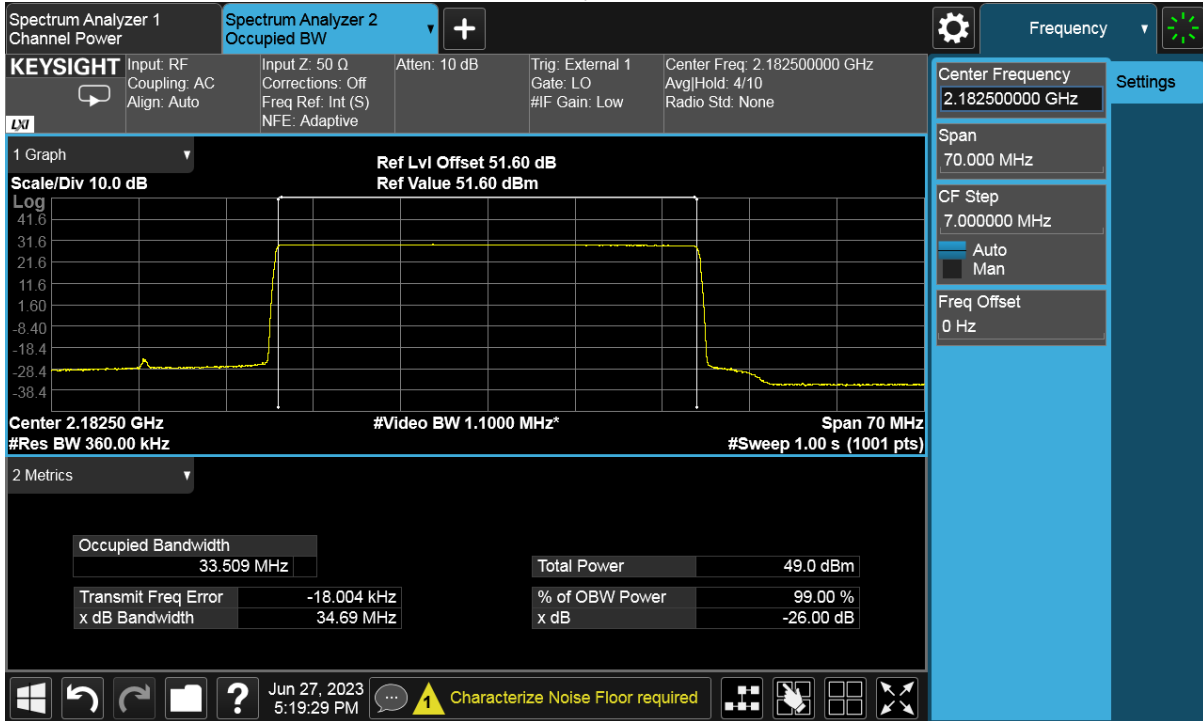 Spectrum Analyzer 1
Channel Power
Spectrum Analyzer 2
Occupied BW
Frequency
KEYSIGHT
LXI
Input: RF
Coupling: AC
Align: Auto
Input Z: 50 Ω
Corrections: Off
Freq Ref: Int (S)
NFE: Adaptive
Atten: 10 dB
Trig: External 1
Gate: LO
#IF Gain: Low
Center Freq: 2.182500000 GHz
Avg|Hold: 4/10
Radio Std: None
Center Frequency
2.182500000 GHz
Settings
Span
70.000 MHz
CF Step
7.000000 MHz
Auto
Man
Freq Offset
0 Hz
1 Graph
Scale/Div 10.0 dB
Ref Lvl Offset 51.60 dB
Ref Value 51.60 dBm
Log
41.6
31.6
21.6
11.6
1.60
-8.40
-18.4
-28.4
-38.4
Center 2.18250 GHz
#Video BW 1.1000 MHz*
Span 70 MHz
#Res BW 360.00 kHz
#Sweep 1.00 s (1001 pts)
2 Metrics
Occupied Bandwidth
33.509 MHz
Total Power 49.0 dBm
Transmit Freq Error -18.004 kHz
% of OBW Power 99.00 %
x dB Bandwidth 34.69 MHz
x dB -26.00 dB
?
Jun 27, 2023
5:19:29 PM
1
Characterize Noise Floor required